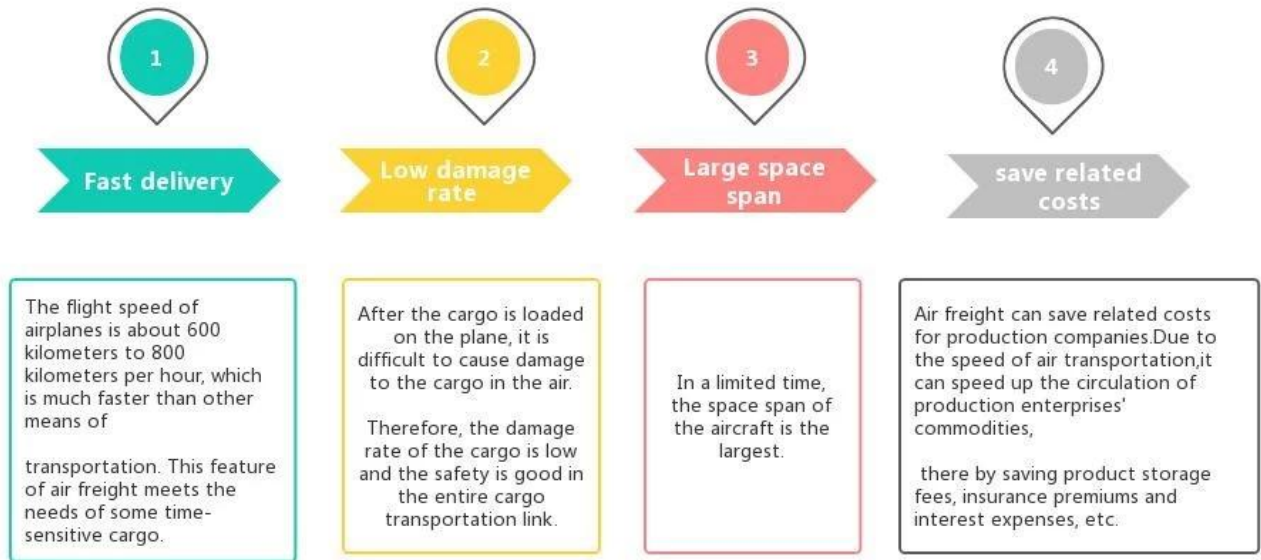 1
Fast delivery
The flight speed of
airplanes is about 600
kilometers to 800
kilometers per hour, which
is much faster than other
means of
transportation. This feature
of air freight meets the
needs of some time-
sensitive cargo.
2
Low damage
rate
After the cargo is loaded
on the plane, it is
difficult to cause damage
to the cargo in the air.
Therefore, the damage
rate of the cargo is low
and the safety is good in
the entire cargo
transportation link.
3
Large space
span
In a limited time,
the space span of
the aircraft is the
largest.
4
save related
costs
Air freight can save related costs
for production companies.Due to
the speed of air transportation,it
can speed up the circulation of
production enterprises'
commodities,
there by saving product storage
fees, insurance premiums and
interest expenses, etc.